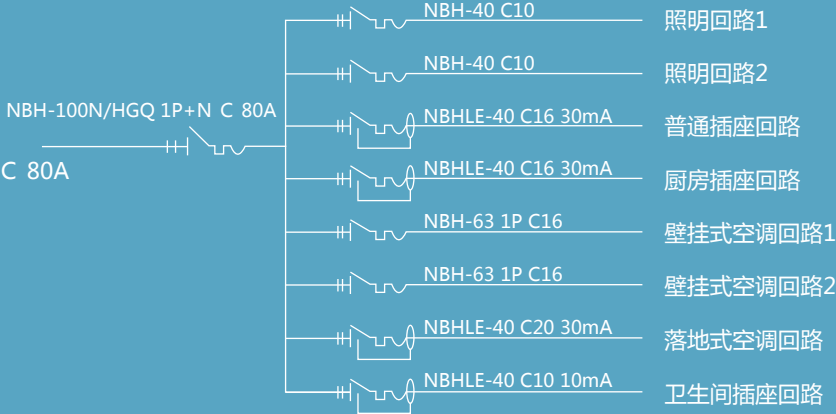 NBH-40 C10 照明回路1
NBH-40 C10 照明回路2
NBH-100N/HGQ 1P+N C 80A
NBHLE-40 C16 30mA 普通插座回路
C 80A
NBHLE-40 C16 30mA 厨房插座回路
NBH-63 1P C16 壁挂式空调回路1
NBH-63 1P C16 壁挂式空调回路2
NBHLE-40 C20 30mA 落地式空调回路
NBHLE-40 C10 10mA 卫生间插座回路